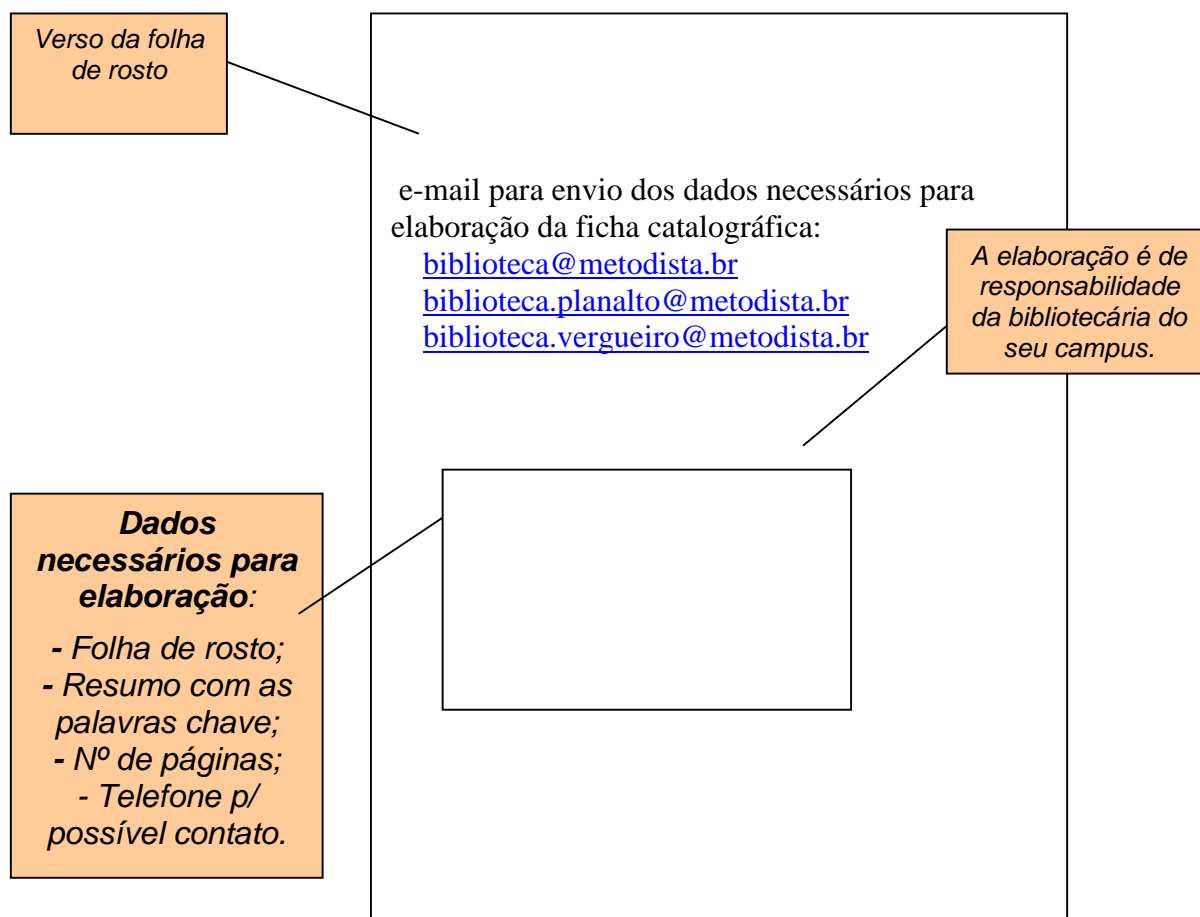 Verso da folha
de rosto
e-mail para envio dos dados necessários para
elaboração da ficha catalográfica:
biblioteca@metodista.br
biblioteca.planalto@metodista.br
biblioteca.vergueiro@metodista.br
A elaboração é de
responsabilidade
da bibliotecária do
seu campus.
Dados
necessários para
elaboração:
- Folha de rosto;
- Resumo com as
palavras chave;
- Nº de páginas;
- Telefone p/
possível contato.